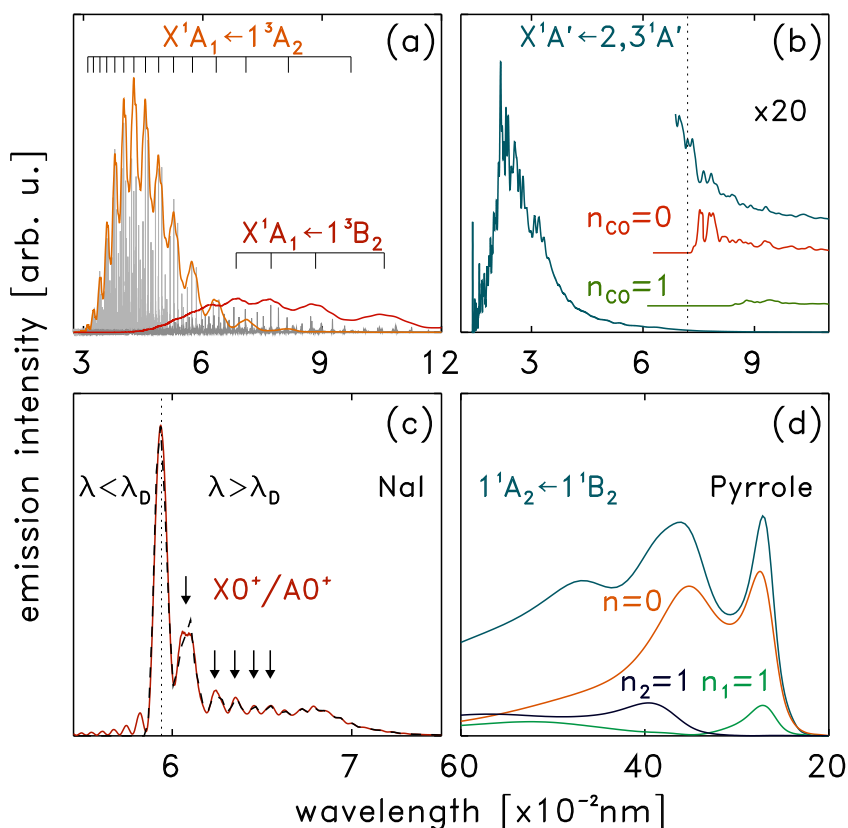 X¹A₁←1³A₂
(a)
X¹A₁←1³B₂
3 6 9 12
X¹A'←2,3¹A'
(b)
x20
n_CO=0
n_CO=1
3 6 9
λ<λ_D λ>λ_D NaI
(c)
X0⁺/A0⁺
6 7
(d)
1¹A₂←1¹B₂ Pyrrole
n=0
n₂=1 n₁=1
60 40 20
emission intensity [arb. u.]
wavelength [x10⁻²nm]